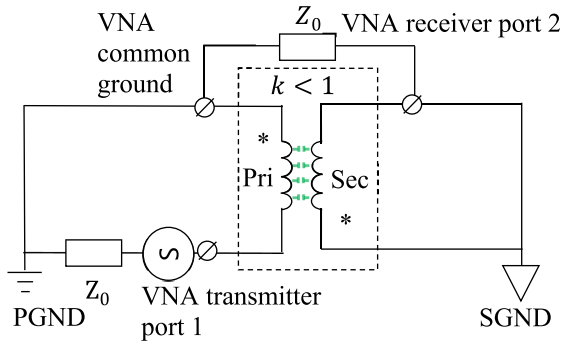 VNA
common
ground
Z₀
VNA receiver port 2
k < 1
*
Pri
Sec
*
Z₀
VNA transmitter
port 1
PGND
SGND